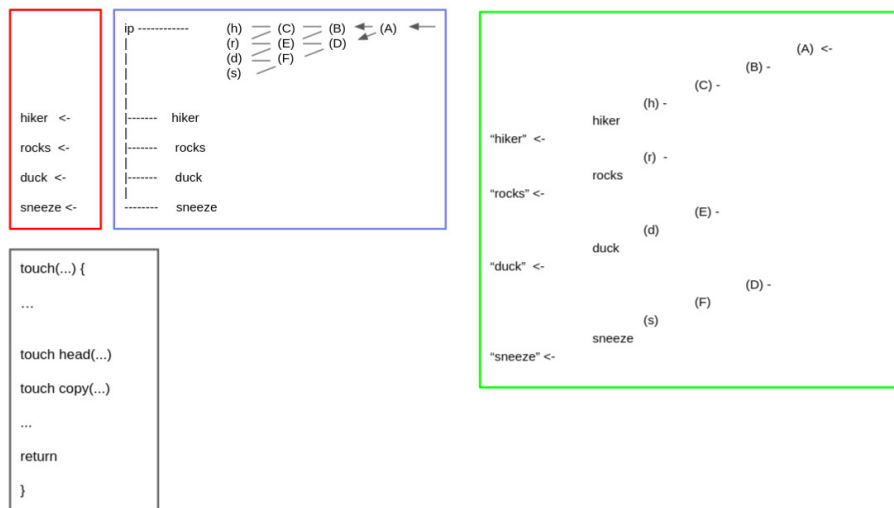 ip ------------ (h) — (C) — (B) (A)
(r) — (E) — (D)
(d) — (F)
(s)
hiker <-
rocks <-
duck <-
sneeze <-
|------- hiker
|------- rocks
|------- duck
-------- sneeze
(A) <-
(B) -
(C) -
(h) -
hiker
“hiker” <-
(r) -
rocks
“rocks” <-
(E) -
(d)
duck
“duck” <-
(D) -
(F)
(s)
sneeze
“sneeze” <-
touch(...) {
…
touch head(...)
touch copy(...)
...
return
}